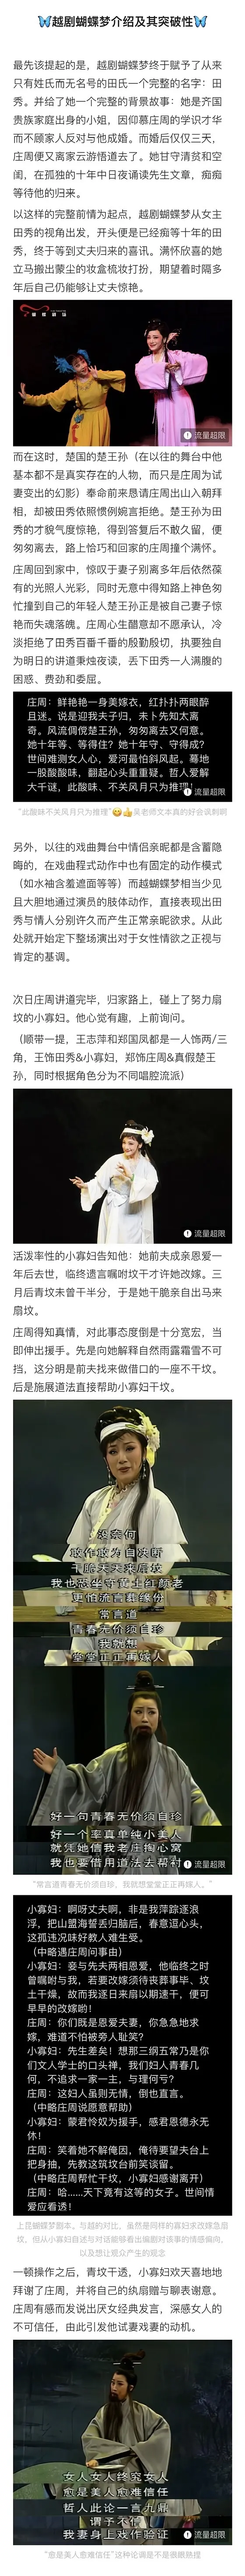 🦋越剧蝴蝶梦介绍及其突破性🦋
最先该提起的是，越剧蝴蝶梦终于赋予了从来
只有姓氏而无名号的田氏一个完整的名字：田
秀。并给了她一个完整的背景故事：她是齐国
贵族家庭出身的小姐，因仰慕庄周的学识才华
而不顾家人反对与他成婚。而婚后仅仅三天，
庄周便又离家云游悟道去了。她甘守清贫和空
闺，在孤独的十年中日夜诵读先生文章，痴痴
等待他的归来。
以这样的完整前情为起点，越剧蝴蝶梦从女主
田秀的视角出发，开头便是已经痴等十年的田
秀，终于等到丈夫归来的喜讯。满怀欣喜的她
立马搬出蒙尘的妆盒梳妆打扮，期望着时隔多
年后自己仍能够让丈夫惊艳。
流量超限
而在这时，楚国的楚王孙（在以往的舞台中他
基本都不是真实存在的人物，而只是庄周为试
妻变出的幻影）奉命前来恳请庄周出山入朝拜
相，却被田秀依照惯例婉言拒绝。楚王孙为田
秀的才貌气度惊艳，得到答复后不敢久留，便
匆匆离去，路上恰巧和回家的庄周撞个满怀。
庄周回到家中，惊叹于妻子别离多年后依然葆
有的光照人光彩，同时无意中得知路上神色匆
忙撞到自己的年轻人楚王孙正是被自己妻子惊
艳而失魂落魄。庄周心生醋意却不愿承认，冷
淡拒绝了田秀百番千番的殷勤殷切，执要独自
为明日的讲道秉烛夜读，丢下田秀一人满腹的
困惑、费劲和委屈。
庄周：鲜艳艳一身美嫁衣，红扑扑两眼醉
且迷。说是迎我夫子归，未卜先知太离
奇。风流倜傥楚王孙，匆匆离去又何意。
她十年等、等得住？她十年守、守得成？
世间难测女人心，爱河最怕斜风起。蓦地
一股酸酸味，翻起心头重重疑。哲人爱解
大千谜，此酸味、不关风月只为推理！
流量超限
“此酸味不关风月只为推理”😋👍吴老师文本真的好会讽刺啊
另外，以往的戏曲舞台中情侣亲昵都是含蓄隐
晦的，在戏曲程式动作中也有固定的动作模式
（如水袖含羞遮面等等）而越剧蝴蝶梦相当少见
且大胆地通过演员的肢体动作，直接表现出田
秀与情人分别许久而产生正常亲昵欲求。从此
处就开始定下整场演出对于女性情欲之正视与
肯定的基调。
次日庄周讲道完毕，归家路上，碰上了努力扇
坟的小寡妇。他心觉有趣，上前询问。
（顺带一提，王志萍和郑国凤都是一人饰两/三
角，王饰田秀&小寡妇，郑饰庄周&真假楚王
孙，同时根据角色分为不同唱腔流派）
流量超限
活泼率性的小寡妇告知他：她前夫成亲恩爱一
年后去世，临终遗言嘱咐坟干才许她改嫁。三
月后青坟未曾干半分，于是她干脆亲自出马来
扇坟。
庄周得知真情，对此事态度倒是十分宽宏，当
即伸出援手。先是向她解释自然雨露霜雪不可
挡，这分明是前夫找来做借口的一座不干坟。
后是施展道法直接帮助小寡妇干坟。
没奈何
敢作敢为自决断
干脆天天来扇坟
更怕流言葬缘份
常言道
青春无价须自珍
我就想
堂堂正正再嫁人
好一句青春无价须自珍
好一个率真单纯小美人
就凭她信我老庄掏心窝
我也要借用道法去帮衬
流量超限
“常言道青春无价须自珍，我就想堂堂正正再嫁人。”
小寡妇：啊呀丈夫啊，非是我萍踪逐浪
浮，把山盟海誓丢归脑后，春意逗心头，
这孤违况味好教人难生受。
（中略遇庄周问事由）
小寡妇：妾与先夫两相恩爱，他临终之时
曾嘱咐与我，若要改嫁须待丧葬事毕、坟
土干燥，故而我逐日来扇以期速干，便可
早早的改嫁哟！
庄周：你们既是恩爱夫妻，你急急地求
嫁，难道不怕被旁人耻笑？
小寡妇：先生差矣！想那三纲五常乃是你
们文人学士的口头禅，我们妇人青春几
何，不追求一家一主，与理何亏？
庄周：这妇人虽则无情，倒也直言。
（中略庄周说愿意帮助）
小寡妇：蒙君怜奴为援手，感君恩德永无
休！
庄周：笑着她不解俺因，俺待要望夫台上
把身抽，先教这筑坟台前笑谈留。
（中略庄周帮忙干坟，小寡妇感谢离开）
庄周：哈……天下竟有这等的女子。世间情
爱应看透！
上昆蝴蝶梦剧本。与越的对比，虽然是同样的寡妇求改嫁急扇
坟，但从小寡妇自述与对话能够看出编剧对该事的情感偏向，
以及想让观众产生的观念
一顿操作之后，青坟干透，小寡妇欢天喜地地
拜谢了庄周，并将自己的纨扇赠与聊表谢意。
庄周有感而发说出厌女经典发言，深感女人的
不可信任，由此引发他试妻戏妻的动机。
女人女人终究女人
愈是美人愈难信任
哲人此论一言九鼎
谓予不信
我妻身上戏作验证
流量超限
“愈是美人愈难信任”这种论调是不是很眼熟捏